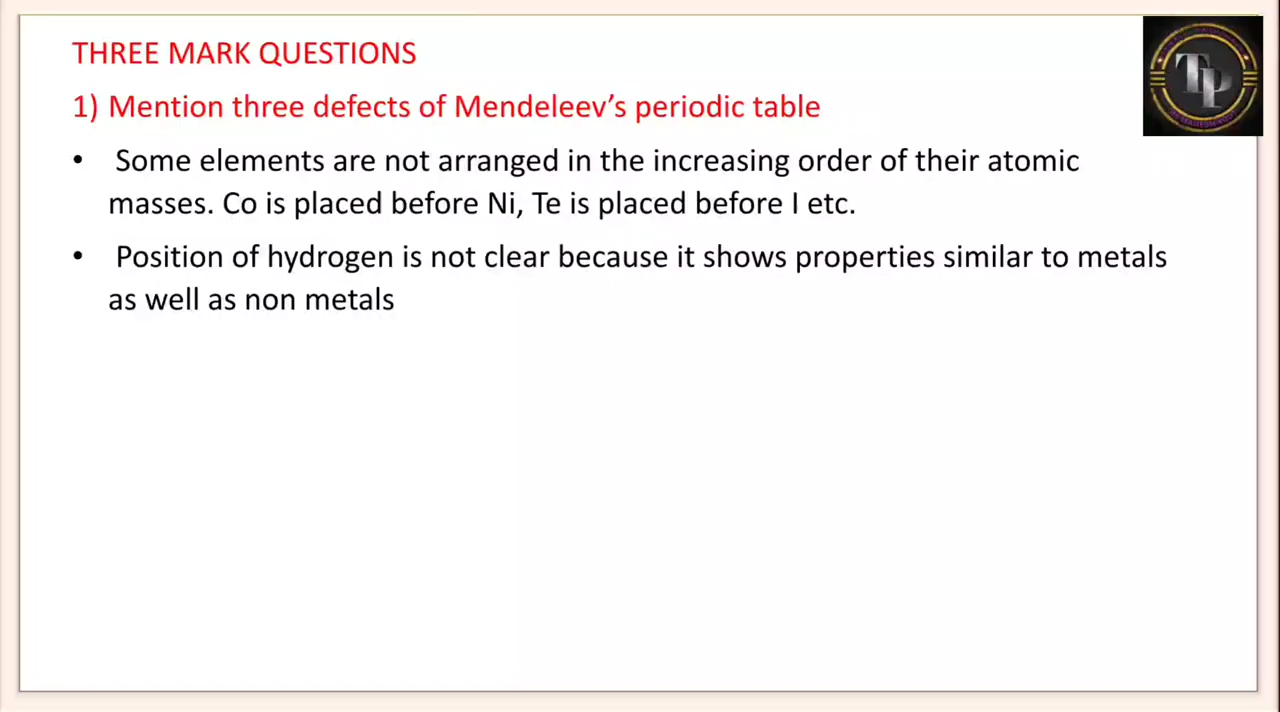 THREE MARK QUESTIONS
1) Mention three defects of Mendeleev’s periodic table
• Some elements are not arranged in the increasing order of their atomic
masses. Co is placed before Ni, Te is placed before I etc.
• Position of hydrogen is not clear because it shows properties similar to metals
as well as non metals
TP